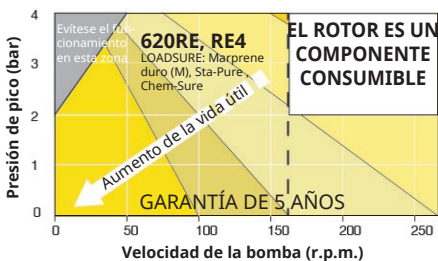 Evítese el fun-
cionamiento
en esta zona
620RE, RE4
LOADSURE: Marprene
duro (M), Sta-Pure,
Chem-Sure
EL ROTOR ES UN
COMPONENTE
CONSUMIBLE
Aumento de la vida útil
GARANTÍA DE 5 AÑOS
Presión de pico (bar)
4
3
2
1
0
0 50 100 150 200 250
Velocidad de la bomba (r.p.m.)